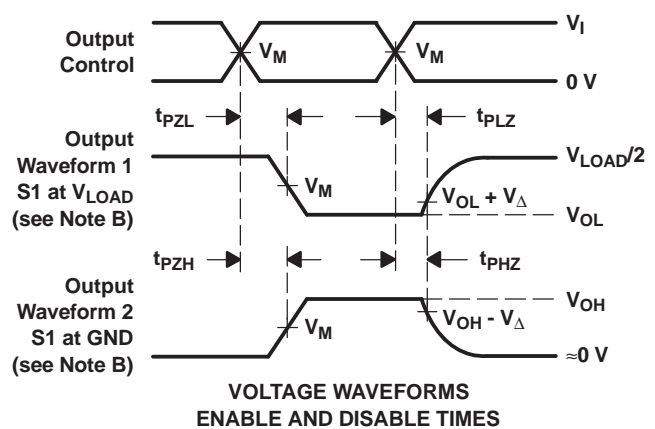 Output
Control
V_M
V_M
V_I
0 V
t_PZL
t_PLZ
Output
Waveform 1
S1 at V_LOAD
(see Note B)
V_M
V_LOAD/2
V_OL + V_Δ
V_OL
t_PZH
t_PHZ
Output
Waveform 2
S1 at GND
(see Note B)
V_M
V_OH
V_OH - V_Δ
≈0 V
VOLTAGE WAVEFORMS
ENABLE AND DISABLE TIMES